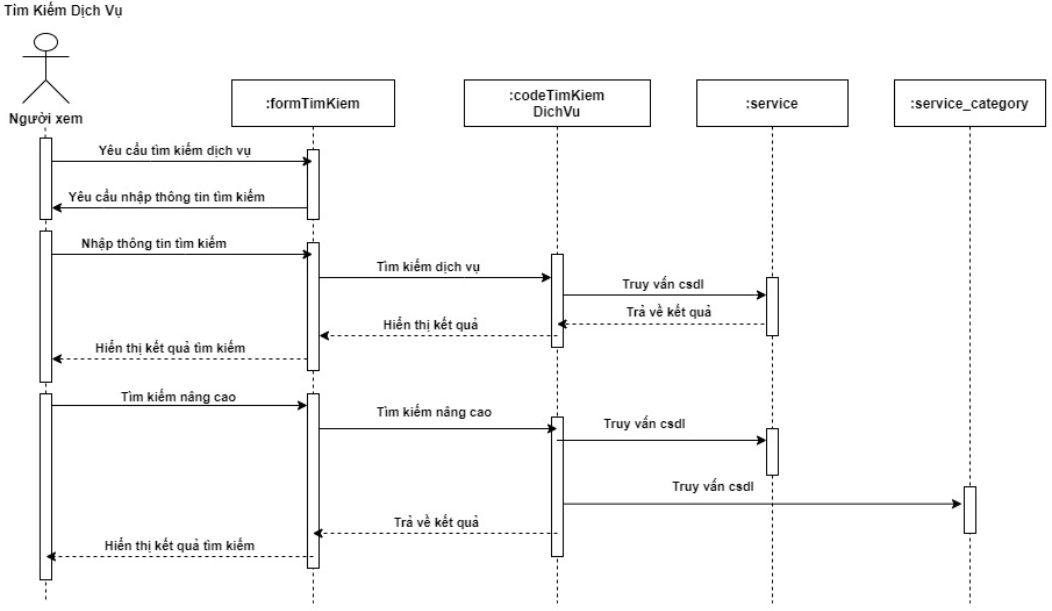 Tìm Kiếm Dịch Vụ
Người xem
:formTimKiem
:codeTimKiem
DichVu
:service
:service_category
Yêu cầu tìm kiếm dịch vụ
Yêu cầu nhập thông tin tìm kiếm
Nhập thông tin tìm kiếm
Tìm kiếm dịch vụ
Truy vấn csdl
Trả về kết quả
Hiển thị kết quả
Hiển thị kết quả tìm kiếm
Tìm kiếm nâng cao
Tìm kiếm nâng cao
Truy vấn csdl
Truy vấn csdl
Trả về kết quả
Hiển thị kết quả tìm kiếm